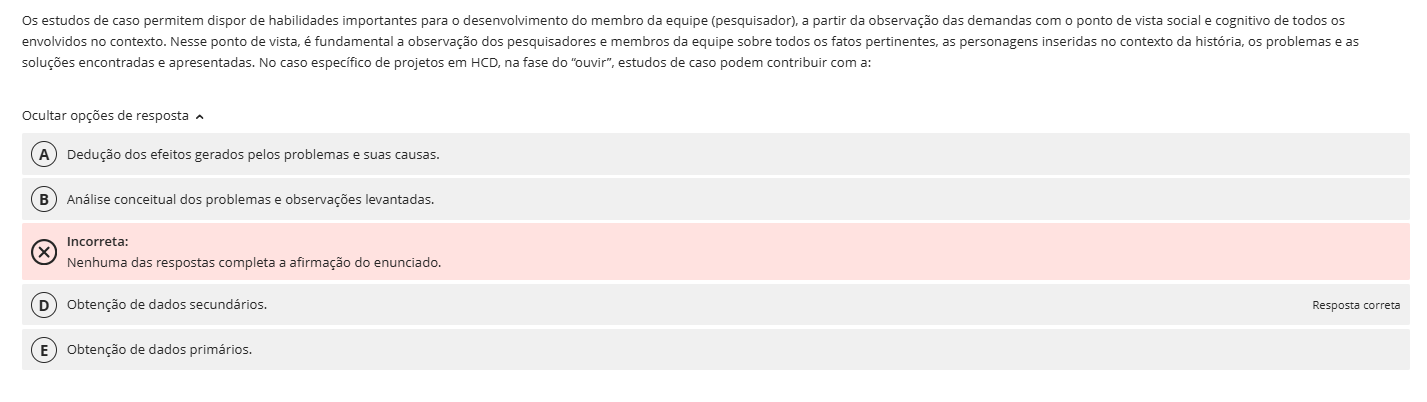 Os estudos de caso permitem dispor de habilidades importantes para o desenvolvimento do membro da equipe (pesquisador), a partir da observação das demandas com o ponto de vista social e cognitivo de todos os
envolvidos no contexto. Nesse ponto de vista, é fundamental a observação dos pesquisadores e membros da equipe sobre todos os fatos pertinentes, as personagens inseridas no contexto da história, os problemas e as
soluções encontradas e apresentadas. No caso específico de projetos em HCD, na fase do “ouvir”, estudos de caso podem contribuir com a:
Ocultar opções de resposta
A Dedução dos efeitos gerados pelos problemas e suas causas.
B Análise conceitual dos problemas e observações levantadas.
Incorreta:
Nenhuma das respostas completa a afirmação do enunciado.
D Obtenção de dados secundários. Resposta correta
E Obtenção de dados primários.